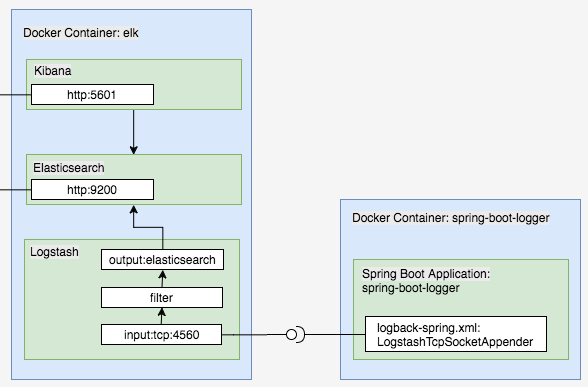 Docker Container: elk
Kibana
http:5601
Elasticsearch
http:9200
Logstash
output:elasticsearch
filter
input:tcp:4560
Docker Container: spring-boot-logger
Spring Boot Application:
spring-boot-logger
logback-spring.xml:
LogstashTcpSocketAppender